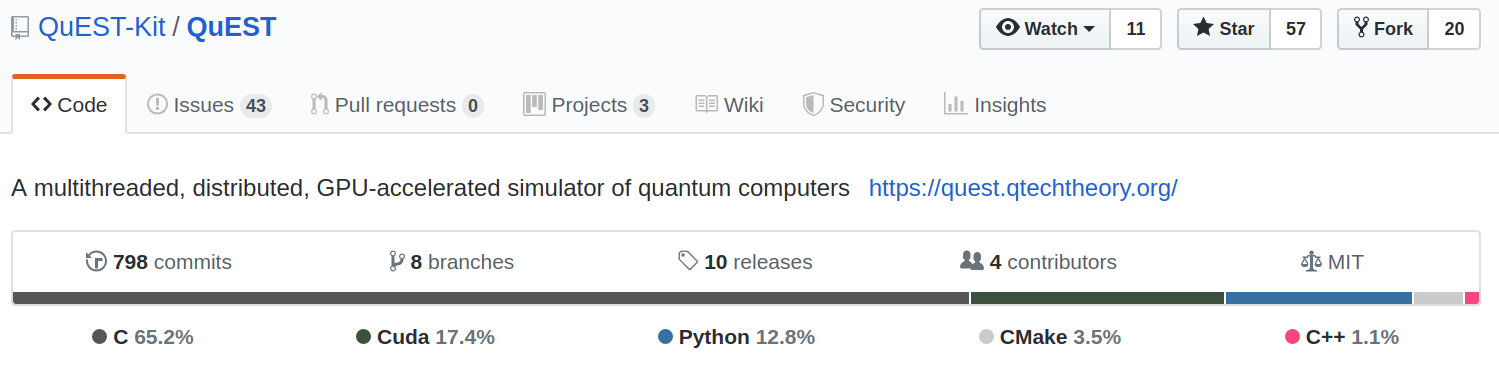 QuEST-Kit / QuEST Watch 11 Star 57 Fork 20
Code Issues 43 Pull requests 0 Projects 3 Wiki Security Insights
A multithreaded, distributed, GPU-accelerated simulator of quantum computers https://quest.qtechtheory.org/
798 commits 8 branches 10 releases 4 contributors MIT
C 65.2% Cuda 17.4% Python 12.8% CMake 3.5% C++ 1.1%